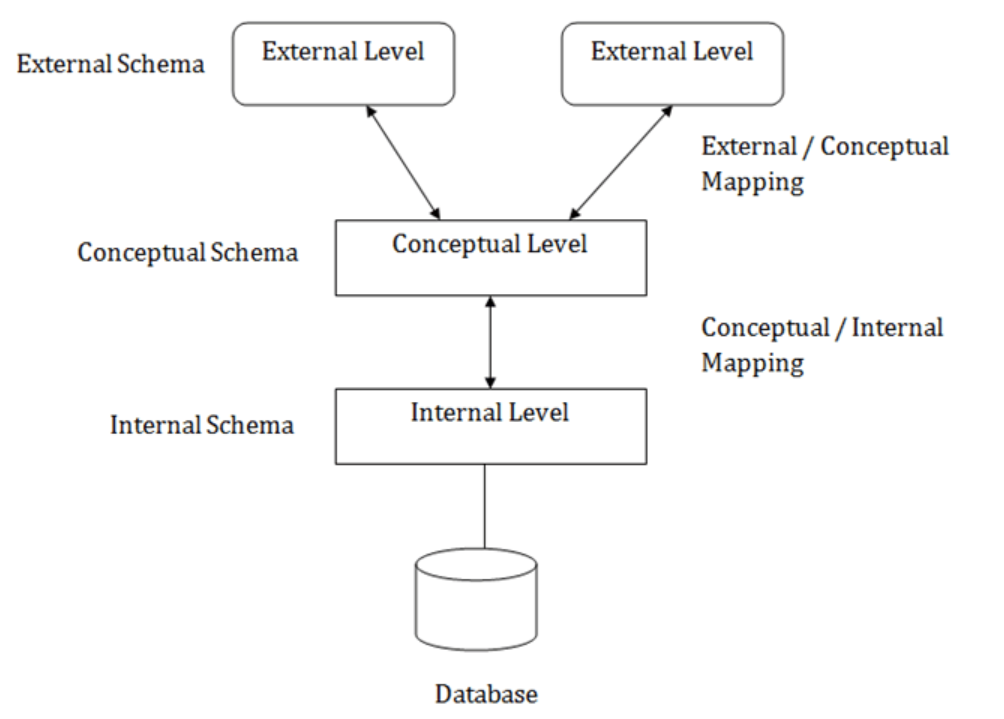 External Schema
External Level
External Level
External / Conceptual
Mapping
Conceptual Schema
Conceptual Level
Conceptual / Internal
Mapping
Internal Schema
Internal Level
Database